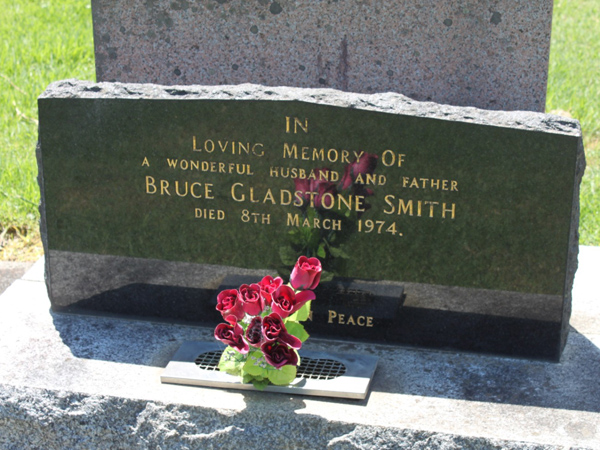 IN
LOVING MEMORY OF
A WONDERFUL HUSBAND AND FATHER
BRUCE GLADSTONE SMITH
DIED 8TH MARCH 1974.
N PEACE